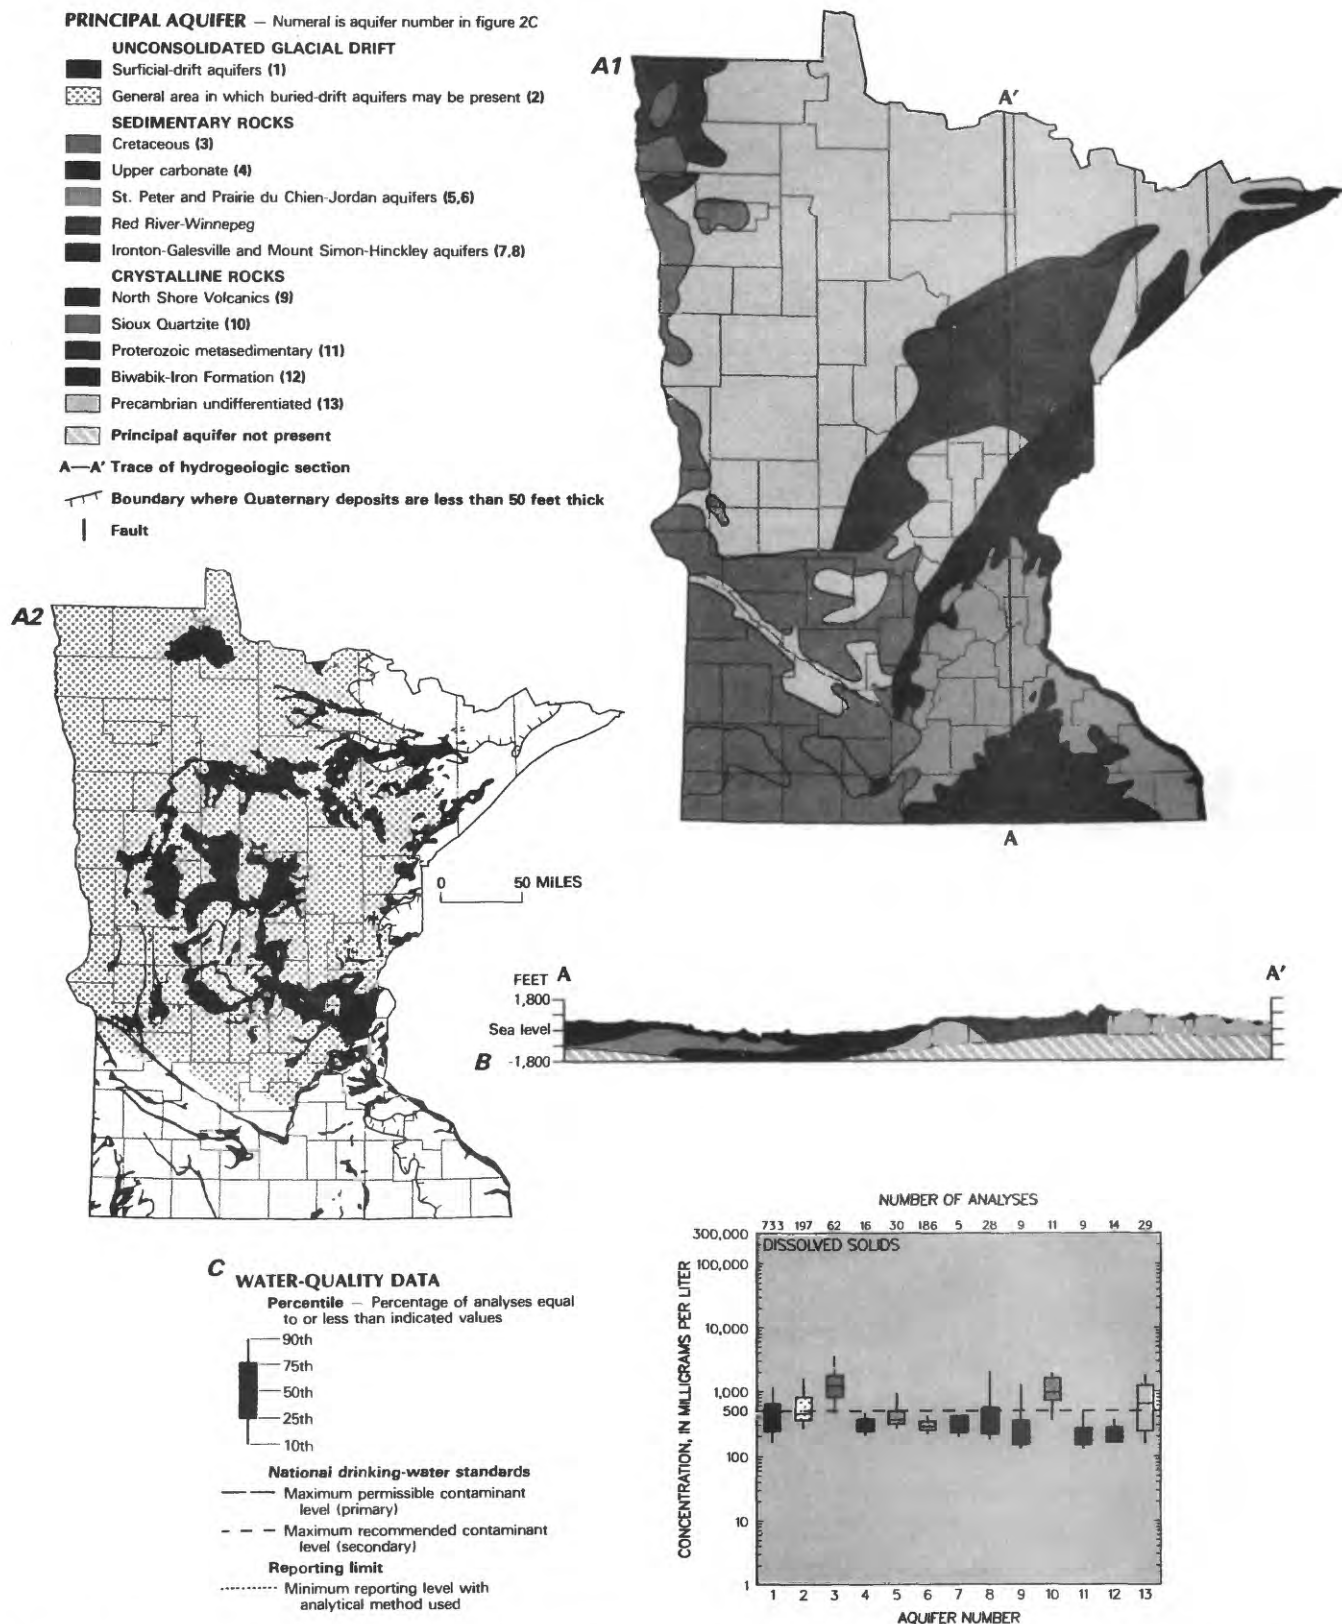 PRINCIPAL AQUIFER — Numeral is aquifer number in figure 2C
UNCONSOLIDATED GLACIAL DRIFT
Surficial-drift aquifers (1)
General area in which buried-drift aquifers may be present (2)
SEDIMENTARY ROCKS
Cretaceous (3)
Upper carbonate (4)
St. Peter and Prairie du Chien-Jordan aquifers (5,6)
Red River-Winnepeg
Ironton-Galesville and Mount Simon-Hinckley aquifers (7,8)
CRYSTALLINE ROCKS
North Shore Volcanics (9)
Sioux Quartzite (10)
Proterozoic metasedimentary (11)
Biwabik-Iron Formation (12)
Precambrian undifferentiated (13)
Principal aquifer not present
A—A' Trace of hydrogeologic section
Boundary where Quaternary deposits are less than 50 feet thick
Fault
A1
A'
A
A2
0 50 MILES
FEET A A'
1,800
Sea level
B -1,800
C WATER-QUALITY DATA
Percentile — Percentage of analyses equal
to or less than indicated values
90th
75th
50th
25th
10th
National drinking-water standards
Maximum permissible contaminant
level (primary)
Maximum recommended contaminant
level (secondary)
Reporting limit
Minimum reporting level with
analytical method used
NUMBER OF ANALYSES
733 197 62 16 30 186 5 28 9 11 9 14 29
DISSOLVED SOLIDS
CONCENTRATION, IN MILLIGRAMS PER LITER
300,000
100,000
10,000
1,000
500
100
10
1
1 2 3 4 5 6 7 8 9 10 11 12 13
AQUIFER NUMBER